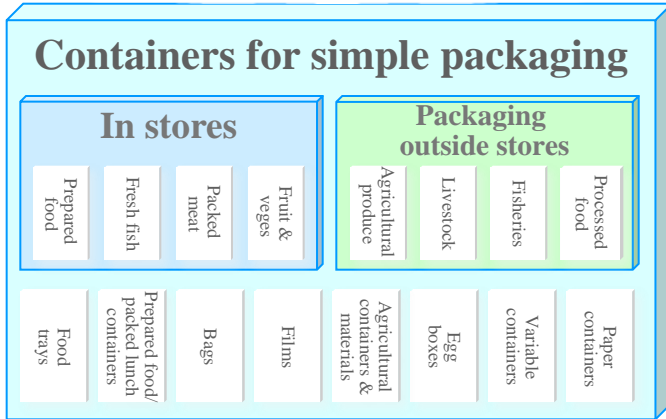 Containers for simple packaging
In stores
Packaging
outside stores
Prepared
food
Fresh fish
Packed
meat
Fruit &
veges
Agricultural
produce
Livestock
Fisheries
Processed
food
Food
trays
Prepared food/
packed lunch
containers
Bags
Films
Agricultural
containers &
materials
Egg
boxes
Variable
containers
Paper
containers